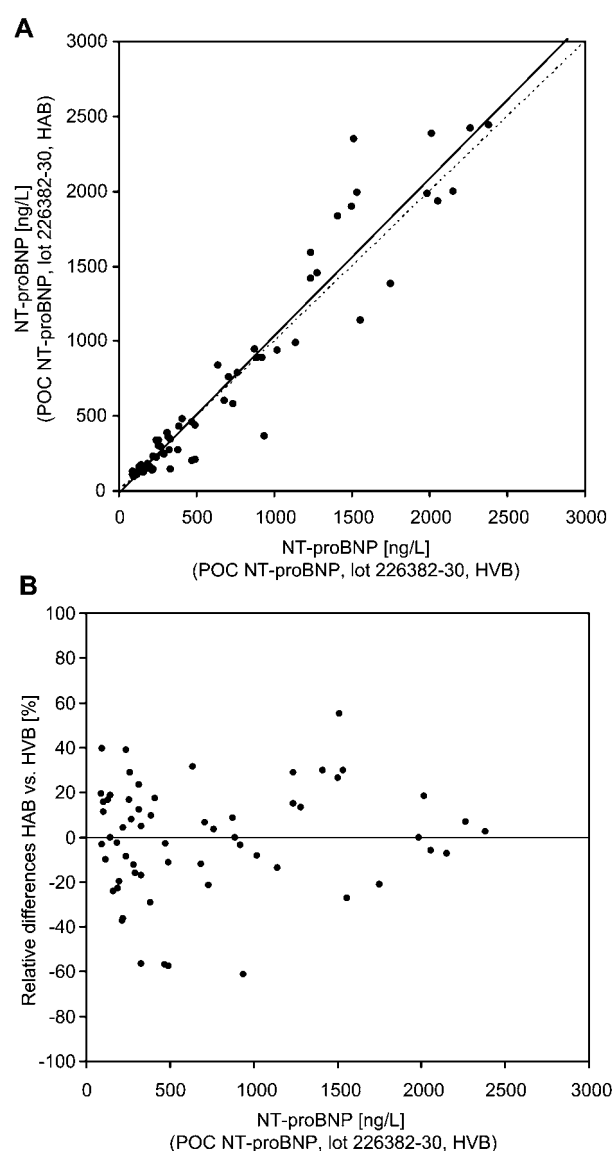 A
3000
2500
2000
1500
1000
500
0
NT-proBNP [ng/L]
(POC NT-proBNP, lot 226382-30, HAB)
0 500 1000 1500 2000 2500 3000
NT-proBNP [ng/L]
(POC NT-proBNP, lot 226382-30, HVB)
B
100
80
60
40
20
0
-20
-40
-60
-80
-100
Relative differences HAB vs. HVB [%]
0 500 1000 1500 2000 2500 3000
NT-proBNP [ng/L]
(POC NT-proBNP, lot 226382-30, HVB)